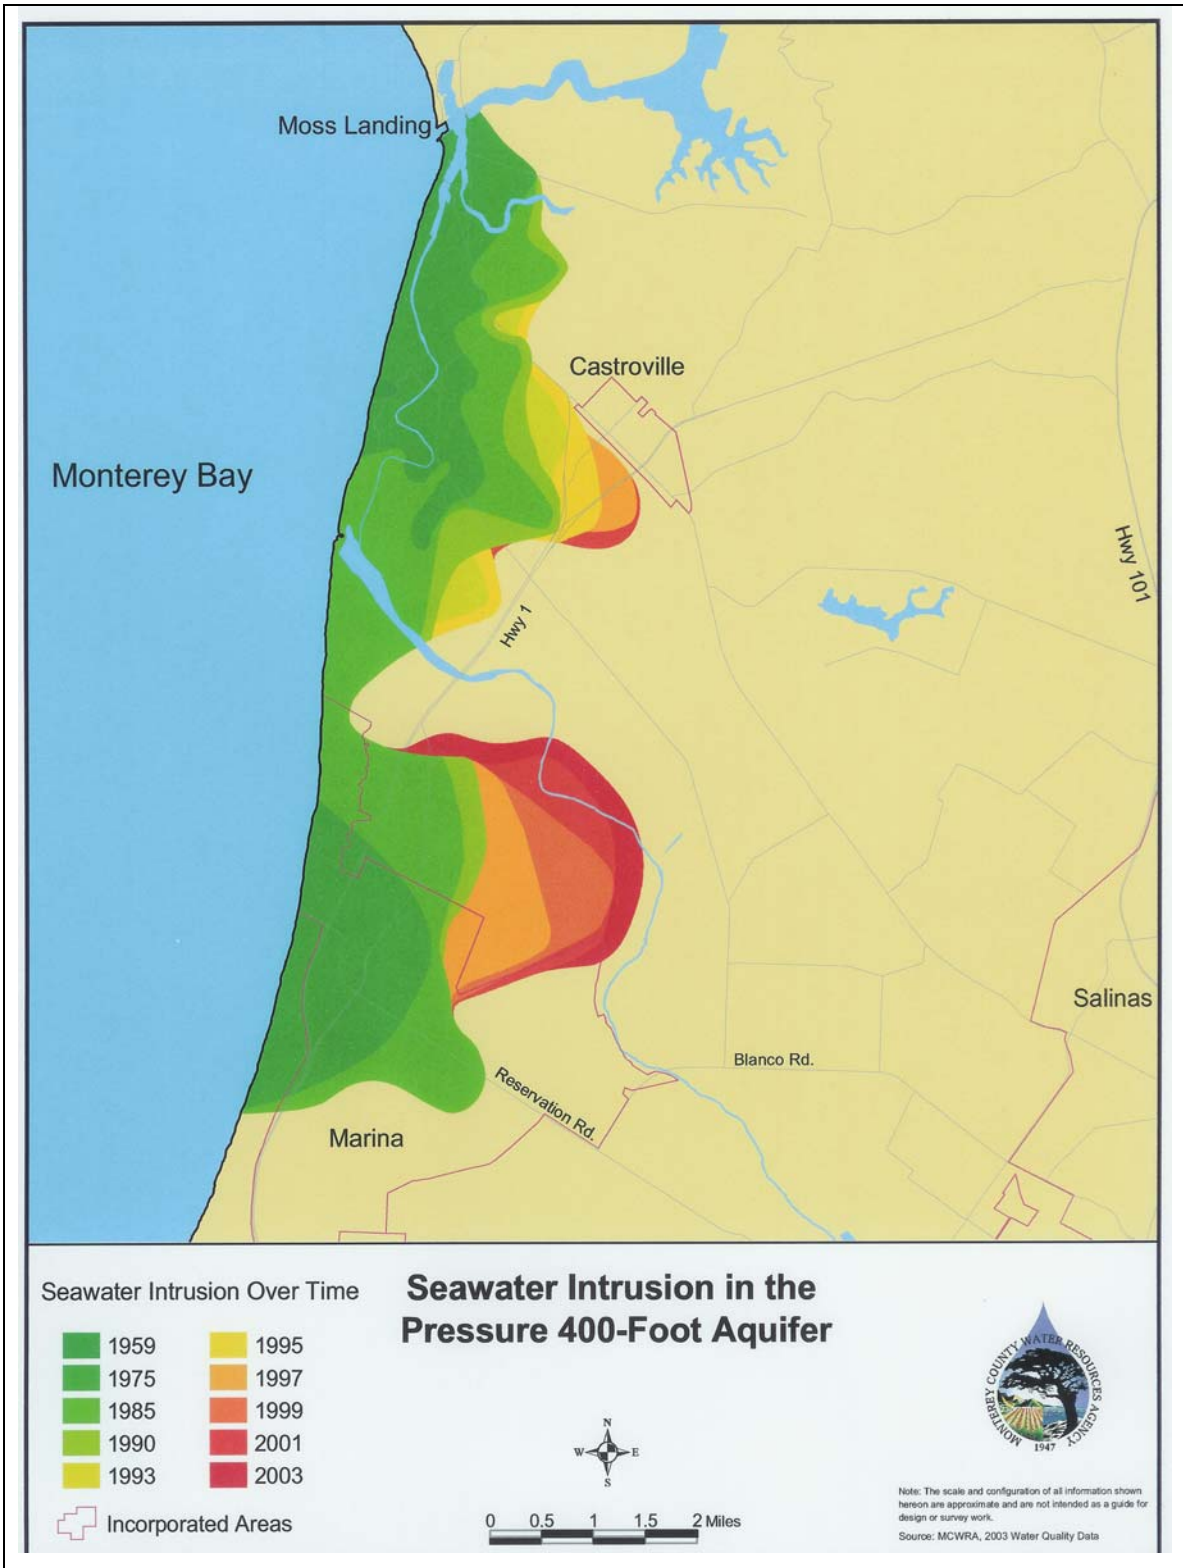 Moss Landing
Castroville
Monterey Bay
Hwy 101
Hwy 1
Salinas
Blanco Rd.
Reservation Rd.
Marina
Seawater Intrusion in the
Pressure 400-Foot Aquifer
Seawater Intrusion Over Time
1959
1975
1985
1990
1993
1995
1997
1999
2001
2003
Incorporated Areas
N
W E
S
0 0.5 1 1.5 2 Miles
MONTEREY COUNTY WATER RESOURCES AGENCY
1947
Note: The scale and configuration of all information shown
hereon are approximate and are not intended as a guide for
design or survey work.
Source: MCWRA, 2003 Water Quality Data